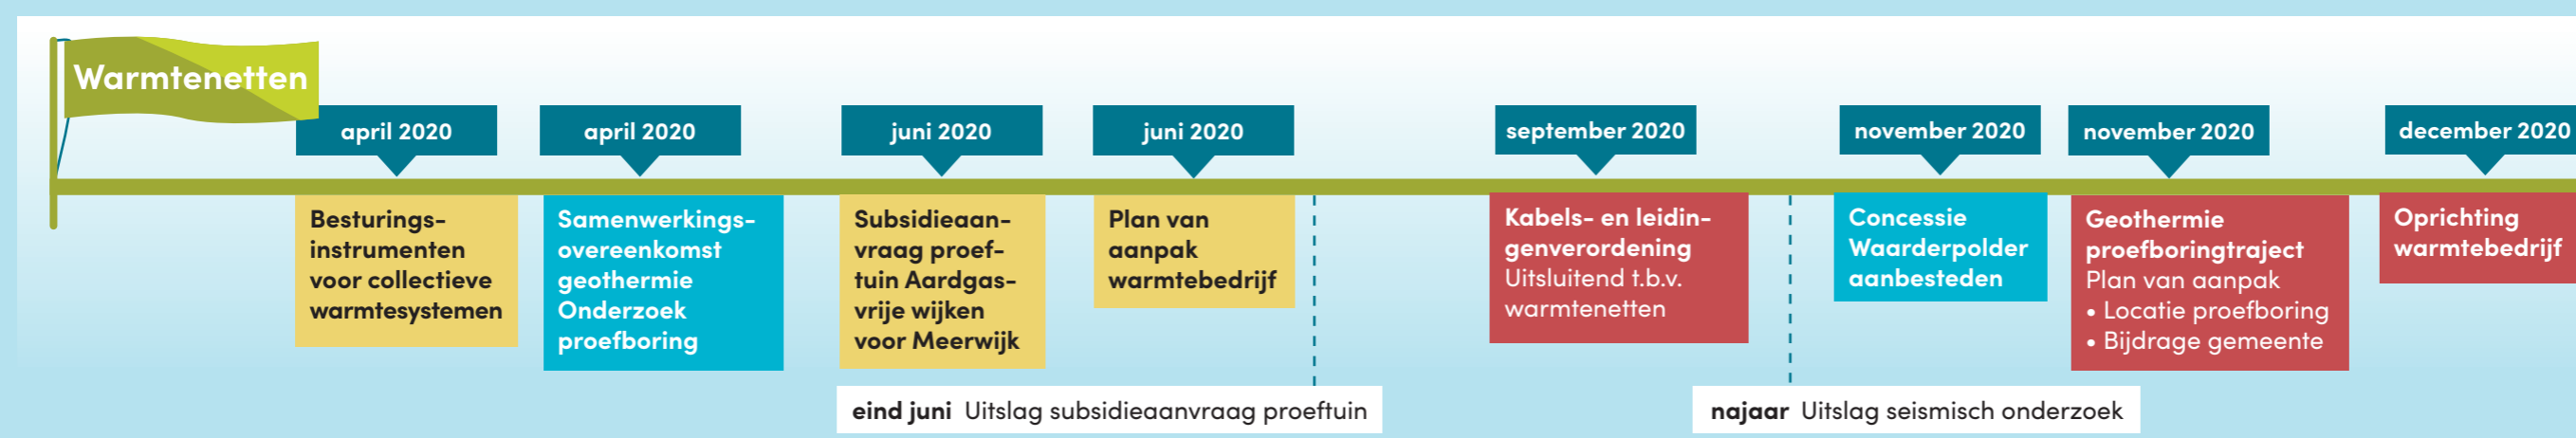 Warmtenetten
april 2020
Besturings-
instrumenten
voor collectieve
warmtesystemen
april 2020
Samenwerkings-
overeenkomst
geothermie
Onderzoek
proefboring
juni 2020
Subsidieaan-
vraag proef-
tuin Aardgas-
vrije wijken
voor Meerwijk
juni 2020
Plan van
aanpak
warmtebedrijf
eind juni Uitslag subsidieaanvraag proeftuin
september 2020
Kabels- en leidin-
genverordening
Uitsluitend t.b.v.
warmtenetten
najaar Uitslag seismisch onderzoek
november 2020
Concessie
Waarderpolder
aanbesteden
november 2020
Geothermie
proefboringtraject
Plan van aanpak
• Locatie proefboring
• Bijdrage gemeente
december 2020
Oprichting
warmtebedrijf